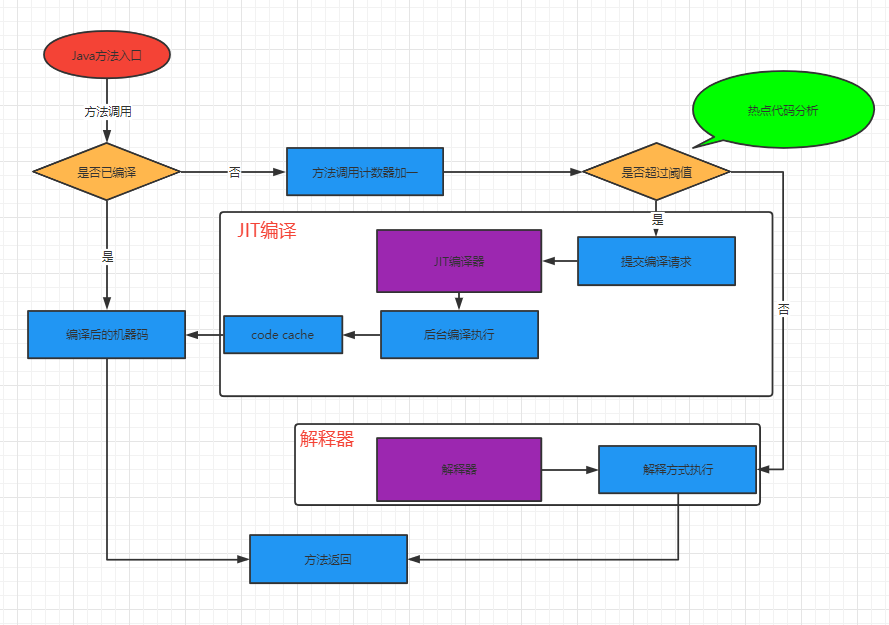 Java方法入口
方法调用
热点代码分析
是否已编译
否
方法调用计数器加一
是否超过阈值
是
JIT编译
JIT编译器
提交编译请求
是
否
编译后的机器码
code cache
后台编译执行
解释器
解释器
解释方式执行
方法返回